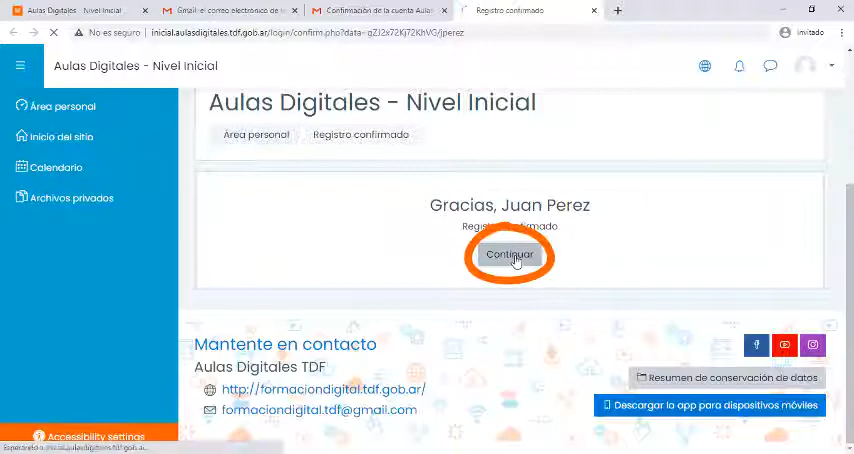 Aulas Digitales - Nivel Inicial
Gmail: el correo electrónico de
Confirmación de la cuenta Aulas
Registro confirmado
No es seguro | inicial.aulasdigitales.tdf.gob.ar/login/confirm.php?data=qZJ2x72Kj72KhVG/jperez
Invitado
Aulas Digitales - Nivel Inicial
Área personal
Inicio del sitio
Calendario
Archivos privados
Aulas Digitales - Nivel Inicial
Área personal
Registro confirmado
Gracias, Juan Perez
Registro confirmado
Continuar
Mantente en contacto
Aulas Digitales TDF
http://formaciondigital.tdf.gob.ar/
formaciondigital.tdf@gmail.com
Resumen de conservación de datos
Descargar la app para dispositivos móviles
Accessibility settings